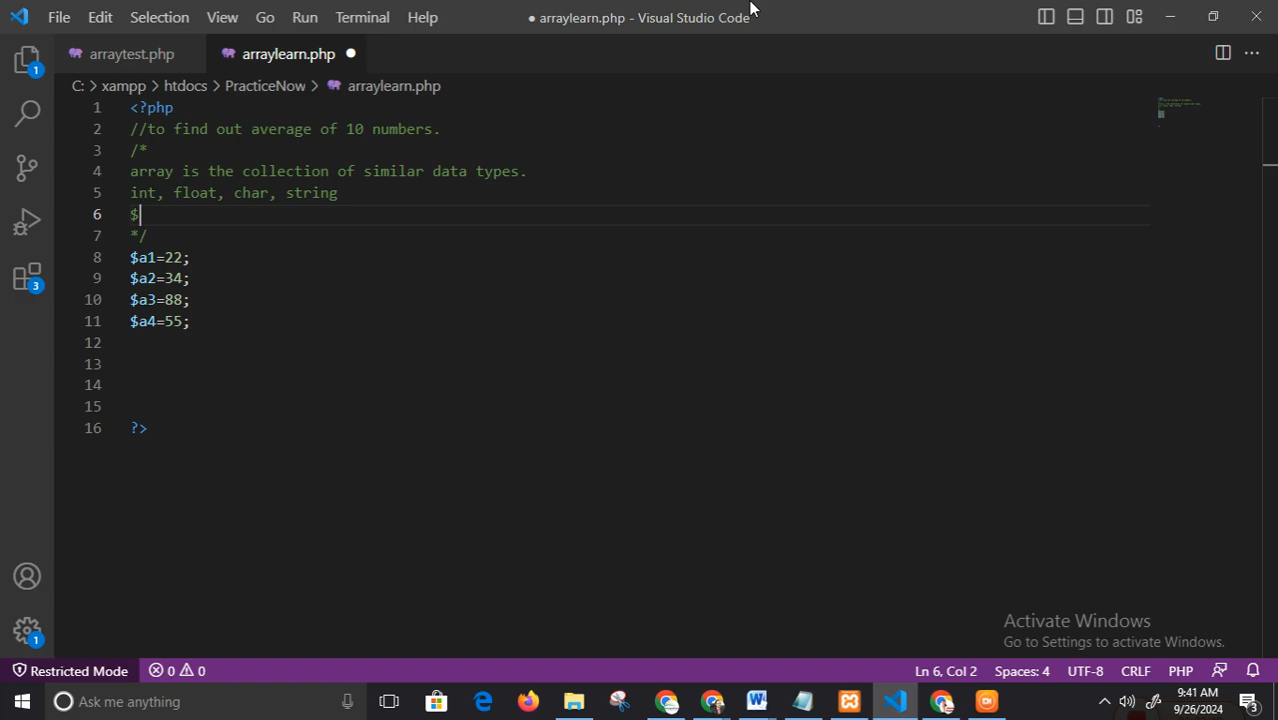 File Edit Selection View Go Run Terminal Help
● arraylearn.php - Visual Studio Code
arraytest.php
arraylearn.php ●
C: > xampp > htdocs > PracticeNow > arraylearn.php
1 <?php
2 //to find out average of 10 numbers.
3 /*
4 array is the collection of similar data types.
5 int, float, char, string
6 $
7 */
8 $a1=22;
9 $a2=34;
10 $a3=88;
11 $a4=55;
12
13
14
15
16 ?>
1
3
1
Activate Windows
Go to Settings to activate Windows.
Restricted Mode 0 0 Ln 6, Col 2 Spaces: 4 UTF-8 CRLF PHP
Ask me anything
9:41 AM
9/26/2024
3